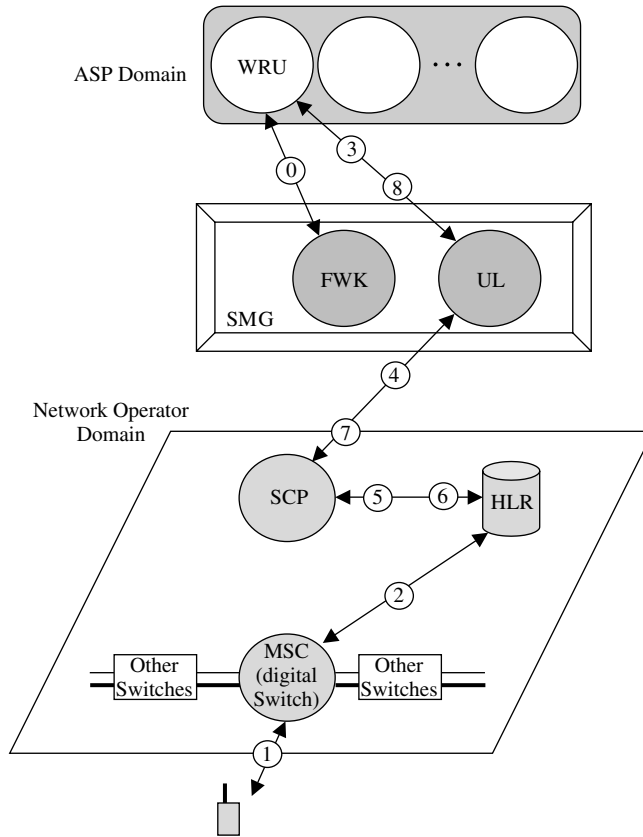 WRU
...
ASP Domain
3
0
8
FWK
UL
SMG
4
Network Operator
Domain
7
SCP
5
6
HLR
2
MSC
(digital
Switch)
Other
Switches
Other
Switches
1